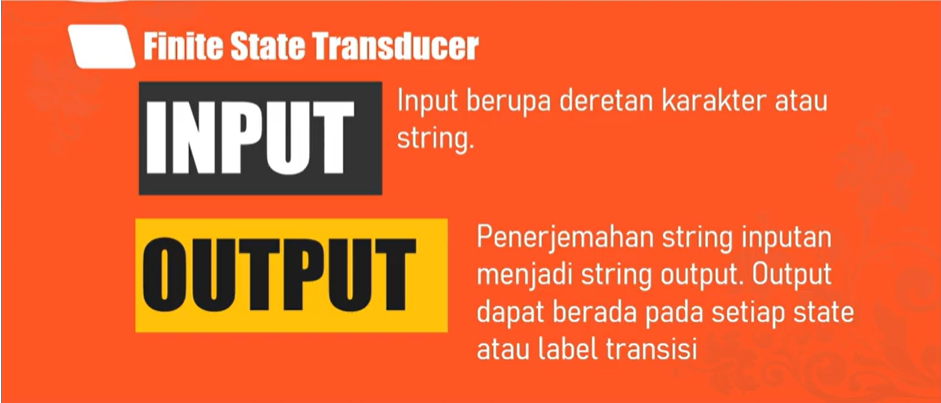 Finite State Transducer
INPUT
Input berupa deretan karakter atau
string.
OUTPUT
Penerjemahan string inputan
menjadi string output. Output
dapat berada pada setiap state
atau label transisi